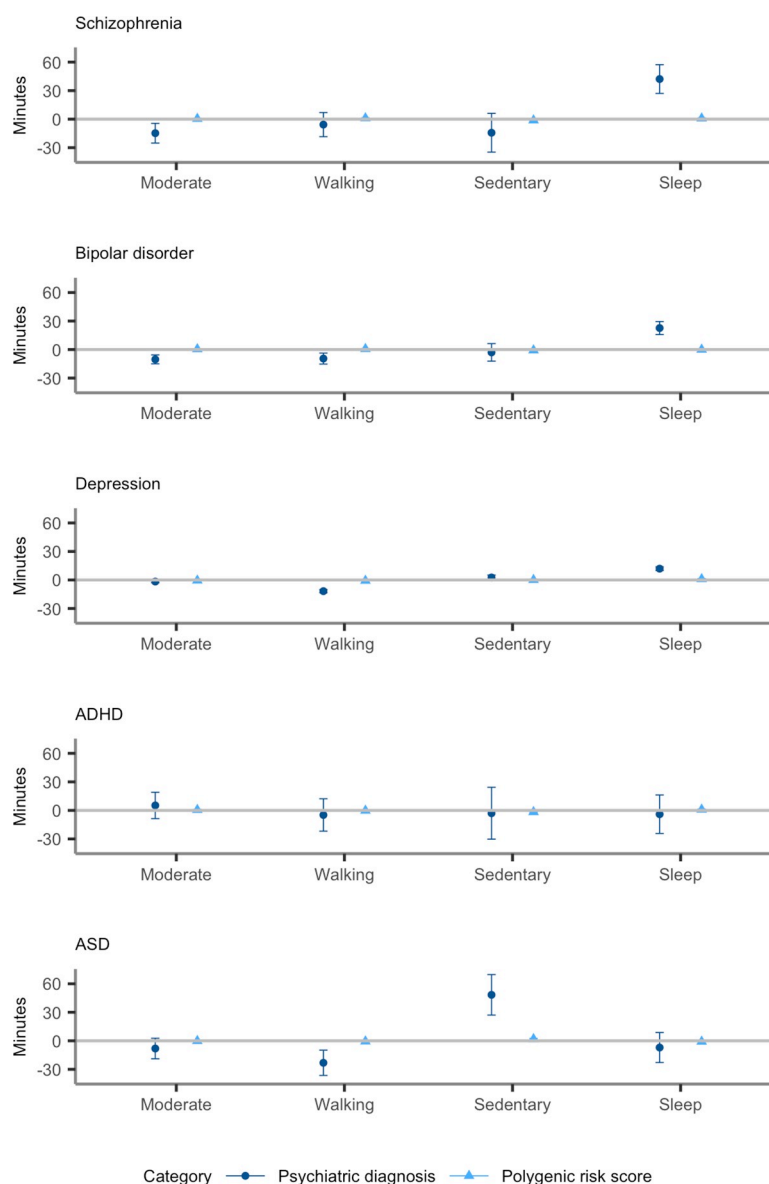 Schizophrenia
Minutes
60
30
0
-30
Moderate Walking Sedentary Sleep
Bipolar disorder
Minutes
60
30
0
-30
Moderate Walking Sedentary Sleep
Depression
Minutes
60
30
0
-30
Moderate Walking Sedentary Sleep
ADHD
Minutes
60
30
0
-30
Moderate Walking Sedentary Sleep
ASD
Minutes
60
30
0
-30
Moderate Walking Sedentary Sleep
Category Psychiatric diagnosis Polygenic risk score